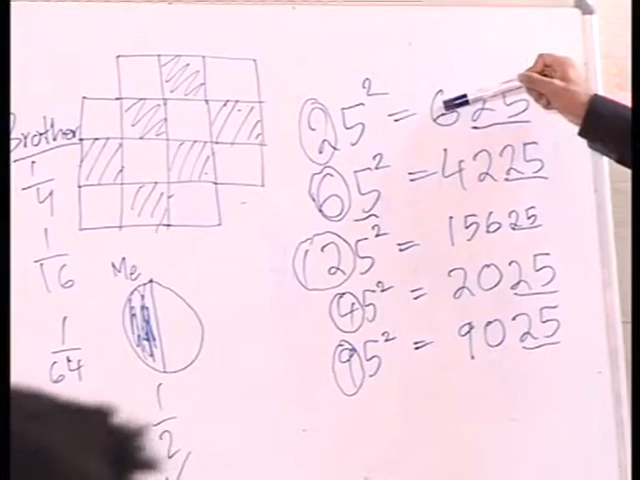 Brother
1/4
1/16
1/64
Me
1/2
25² = 625
65² = 4225
125² = 15625
45² = 2025
95² = 9025